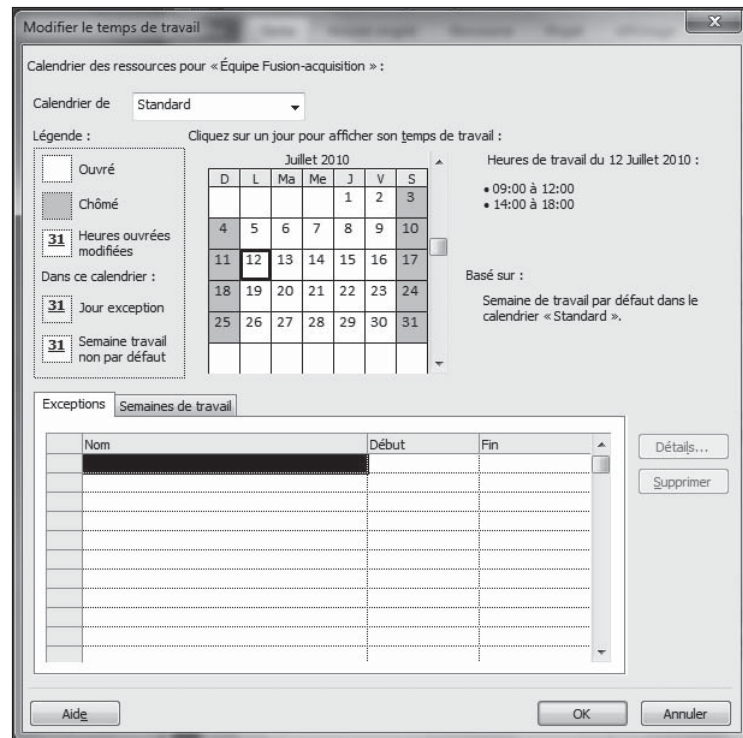 Modifier le temps de travail
X
Calendrier des ressources pour « Équipe Fusion-acquisition » :
Calendrier de Standard
Légende :
Cliquez sur un jour pour afficher son temps de travail :
Ouvré
Chômé
31 Heures ouvrées
modifiées
Dans ce calendrier :
31 Jour exception
31 Semaine travail
non par défaut
Juillet 2010
D L Ma Me J V S
1 2 3
4 5 6 7 8 9 10
11 12 13 14 15 16 17
18 19 20 21 22 23 24
25 26 27 28 29 30 31
Heures de travail du 12 Juillet 2010 :
• 09:00 à 12:00
• 14:00 à 18:00
Basé sur :
Semaine de travail par défaut dans le
calendrier « Standard ».
Exceptions Semaines de travail
Nom Début Fin
Détails...
Supprimer
Aide OK Annuler